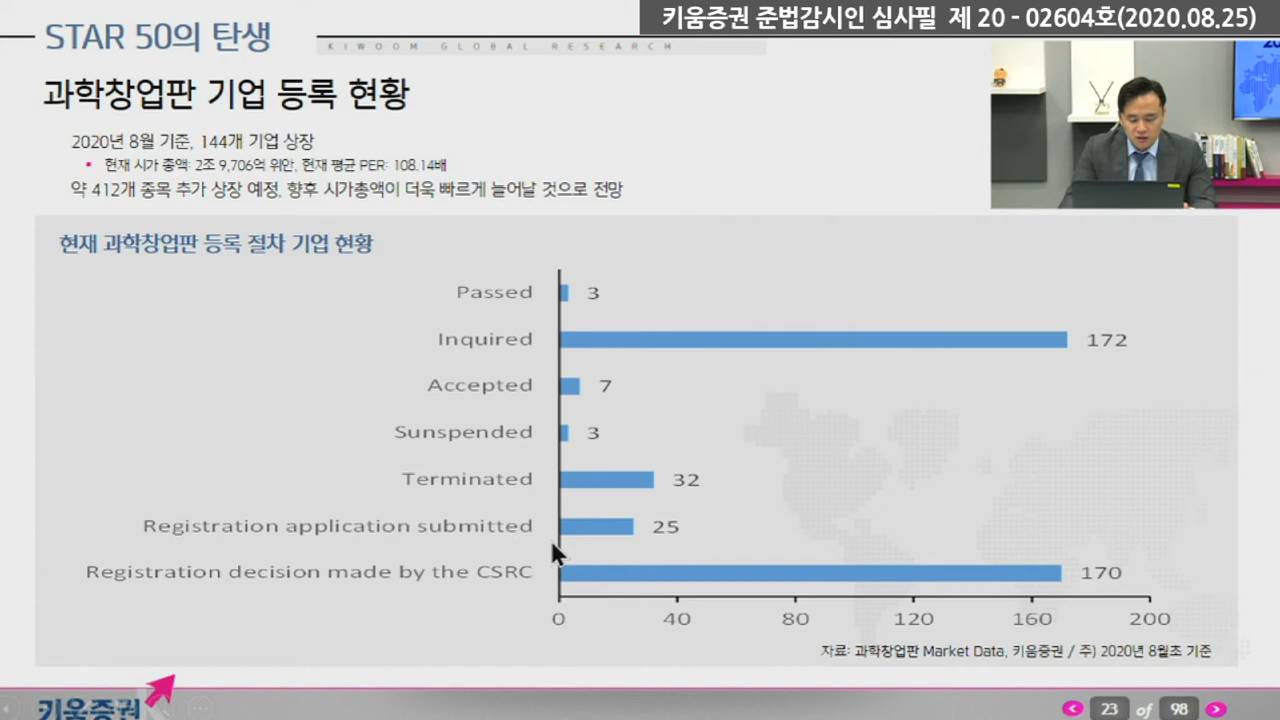 키움증권 준법감시인 심사필 제 20 - 02604호(2020.08.25)
STAR 50의 탄생
KIWOOM GLOBAL RESEARCH
20
과학창업판 기업 등록 현황
2020년 8월 기준, 144개 기업 상장
현재 시가 총액: 2조 9,706억 위안, 현재 평균 PER: 108.14배
약 412개 종목 추가 상장 예정, 향후 시가총액이 더욱 빠르게 늘어날 것으로 전망
현재 과학창업판 등록 절차 기업 현황
Passed 3
Inquired 172
Accepted 7
Sunspended 3
Terminated 32
Registration application submitted 25
Registration decision made by the CSRC 170
0 40 80 120 160 200
자료: 과학창업판 Market Data, 키움증권 / 주) 2020년 8월초 기준
키움증권
23 of 98